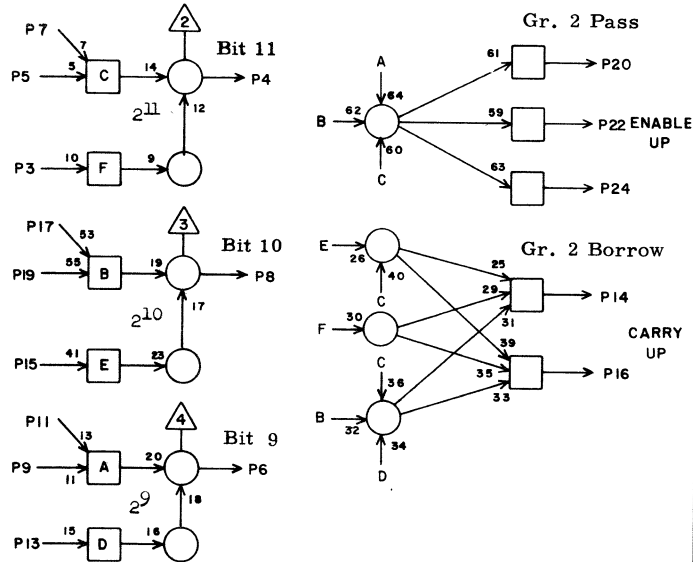 P7
7
P5
5
C
14
2
Bit 11
P4
2^11
12
P3
10
F
9
P17
53
P19
55
B
19
3
Bit 10
P8
2^10
17
P15
41
E
23
P11
13
P9
11
A
20
4
Bit 9
P6
2^9
18
P13
15
D
16
Gr. 2 Pass
A
64
B
62
60
C
61
P20
59
P22 ENABLE
UP
63
P24
Gr. 2 Borrow
E
26
40
C
25
29
31
P14
F
30
CARRY
UP
39
35
33
P16
C
36
B
32
34
D